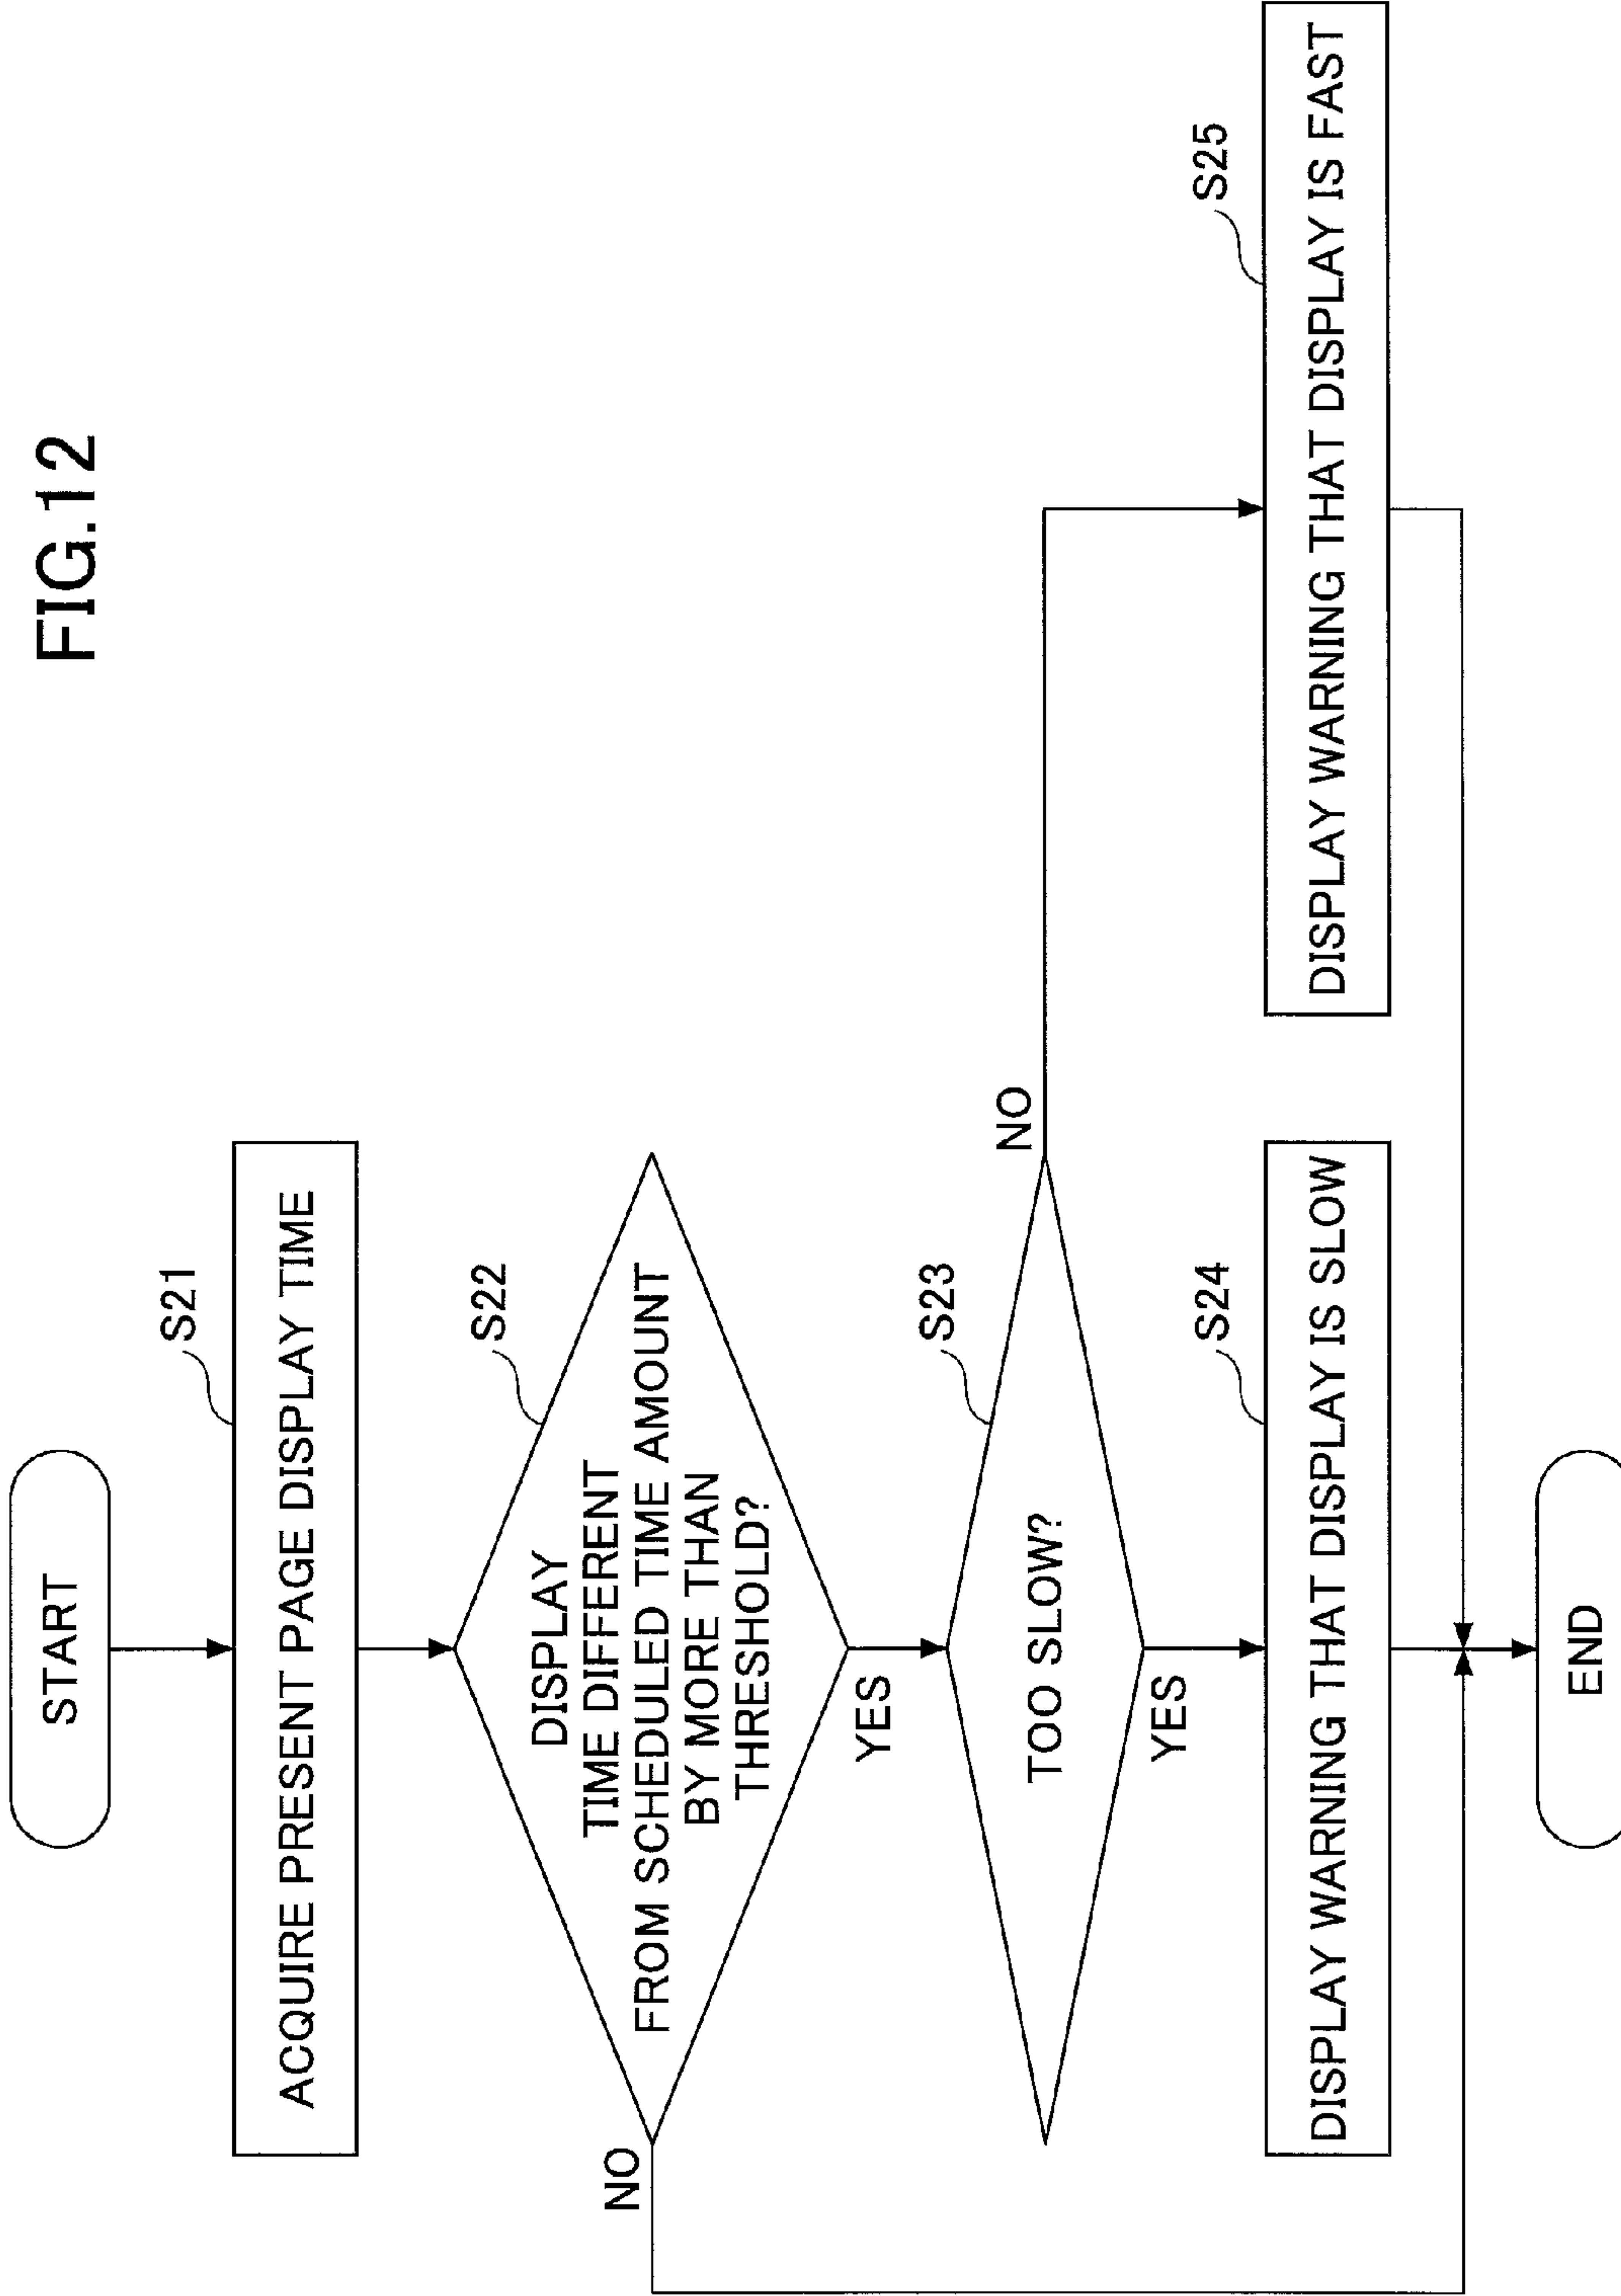 FIG.12
START
S21
ACQUIRE PRESENT PAGE DISPLAY TIME
S22
DISPLAY
TIME DIFFERENT
FROM SCHEDULED TIME AMOUNT
BY MORE THAN
THRESHOLD?
NO
YES
S23
TOO SLOW?
NO
YES
S24
DISPLAY WARNING THAT DISPLAY IS SLOW
S25
DISPLAY WARNING THAT DISPLAY IS FAST
END